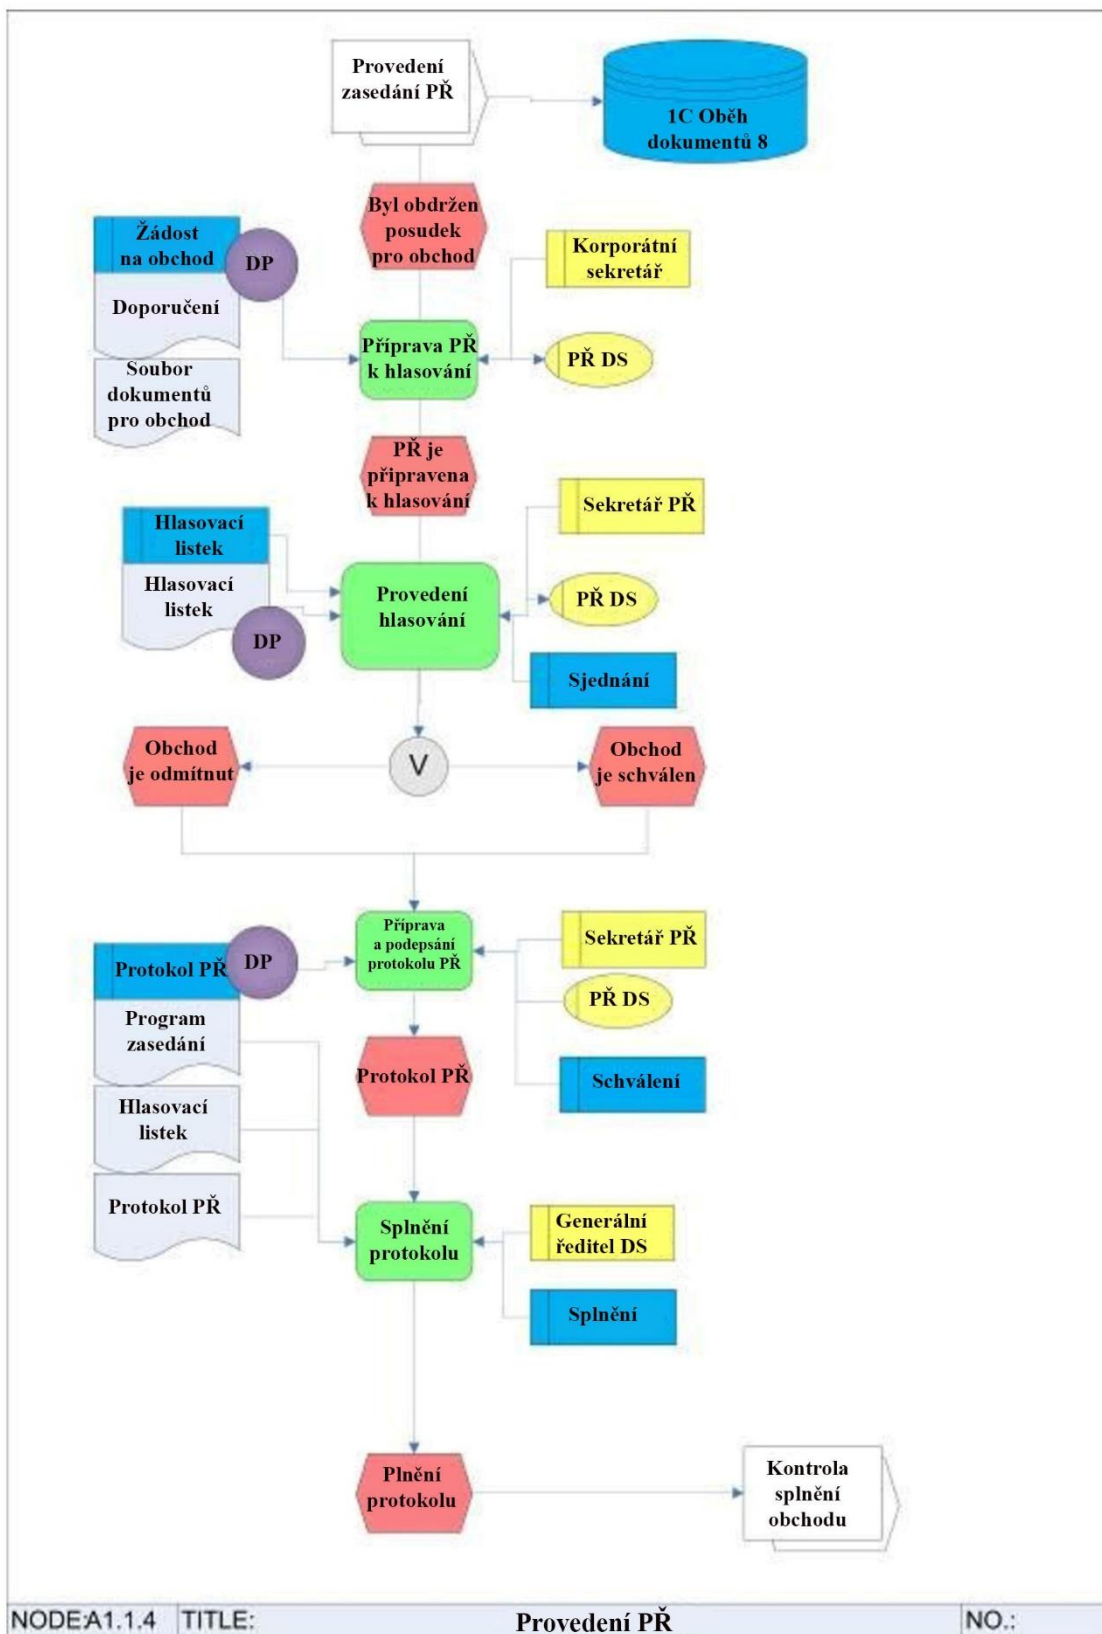 Provedení
zasedání PŘ
1C Oběh
dokumentů 8
Byl obdržen
posudek
pro obchod
Žádost
na obchod
DP
Doporučení
Soubor
dokumentů
pro obchod
Korporátní
sekretář
Příprava PŘ
k hlasování
PŘ DS
PŘ je
připravena
k hlasování
Hlasovací
listek
Hlasovací
listek
DP
Provedení
hlasování
Sekretář PŘ
PŘ DS
Sjednání
Obchod
je odmítnut
V
Obchod
je schválen
Příprava
a podepsání
protokolu PŘ
Protokol PŘ
DP
Program
zasedání
Hlasovací
listek
Protokol PŘ
Sekretář PŘ
PŘ DS
Schválení
Protokol PŘ
Splnění
protokolu
Generální
ředitel DS
Splnění
Plnění
protokolu
Kontrola
splnění
obchodu
NODE:A1.1.4 TITLE: Provedení PŘ NO.: